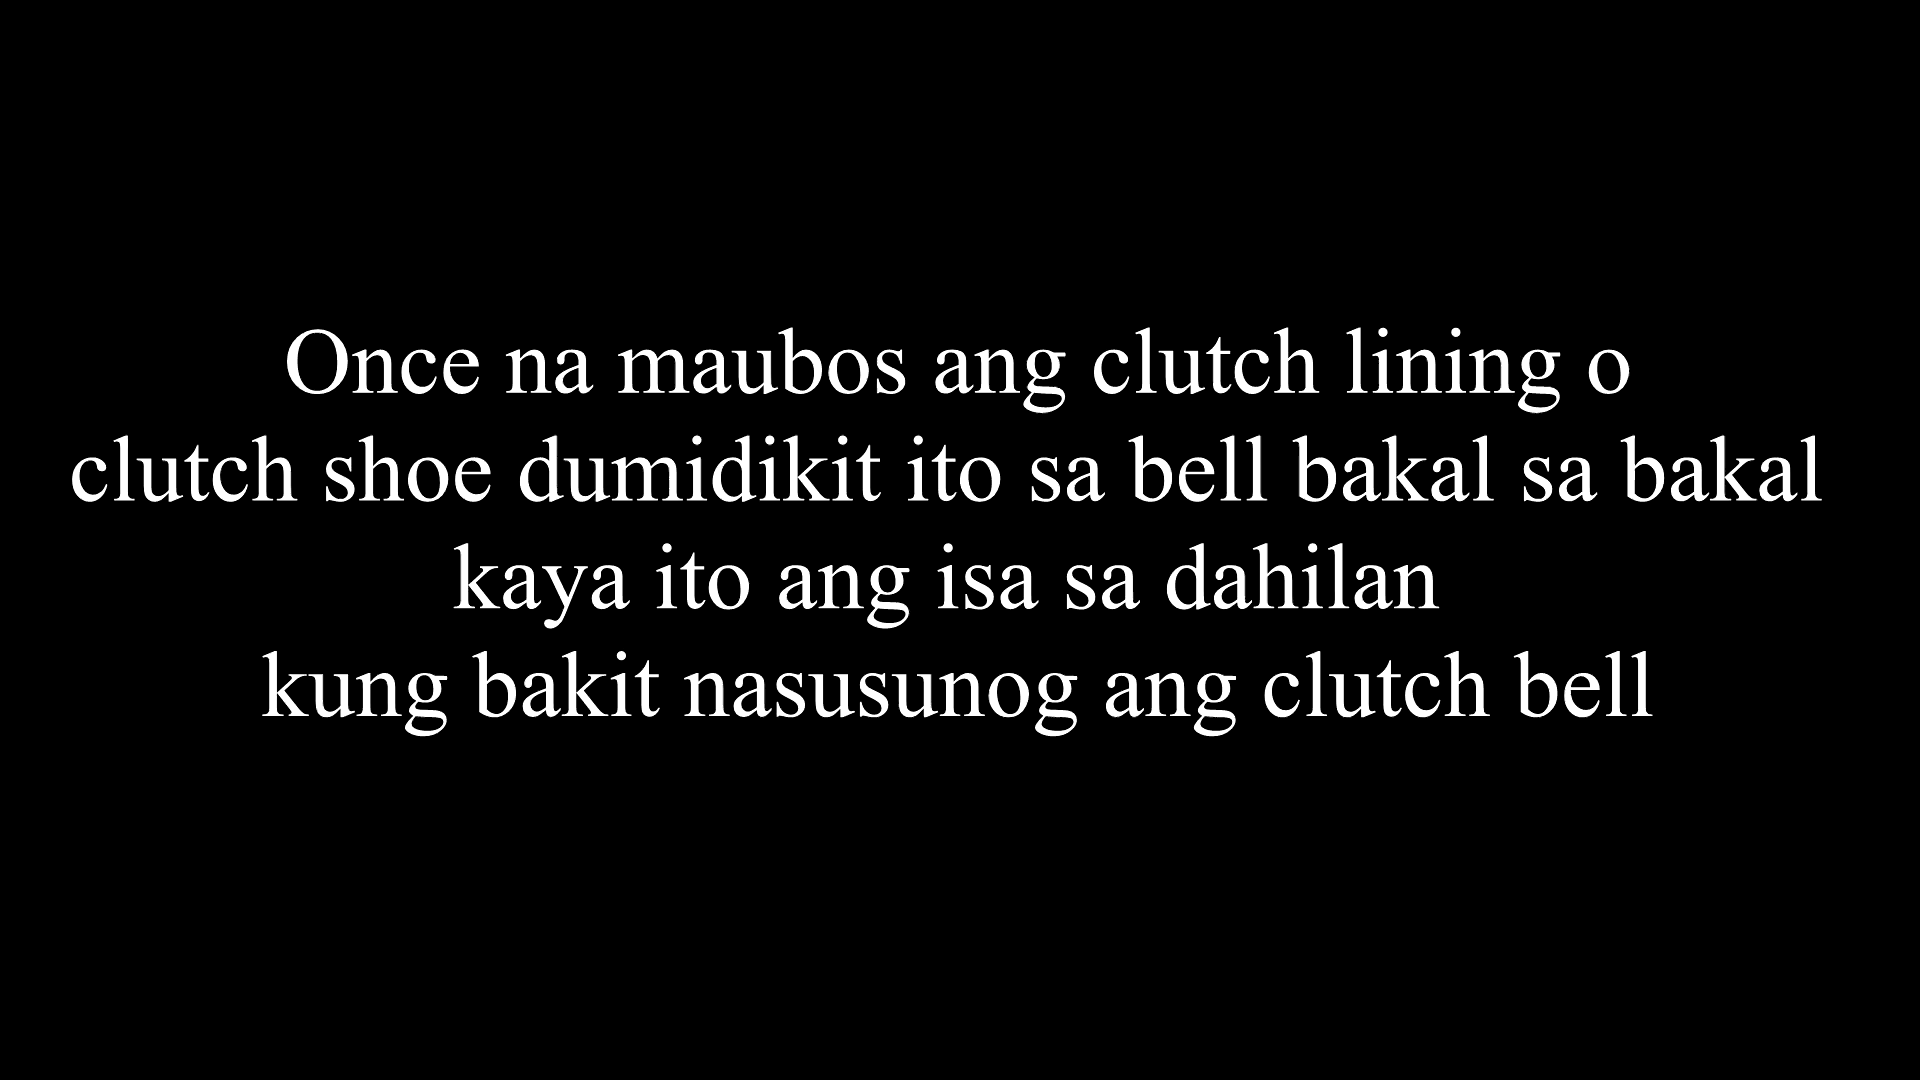 Once na maubos ang clutch lining o
clutch shoe dumidikit ito sa bell bakal sa bakal
kaya ito ang isa sa dahilan
kung bakit nasusunog ang clutch bell